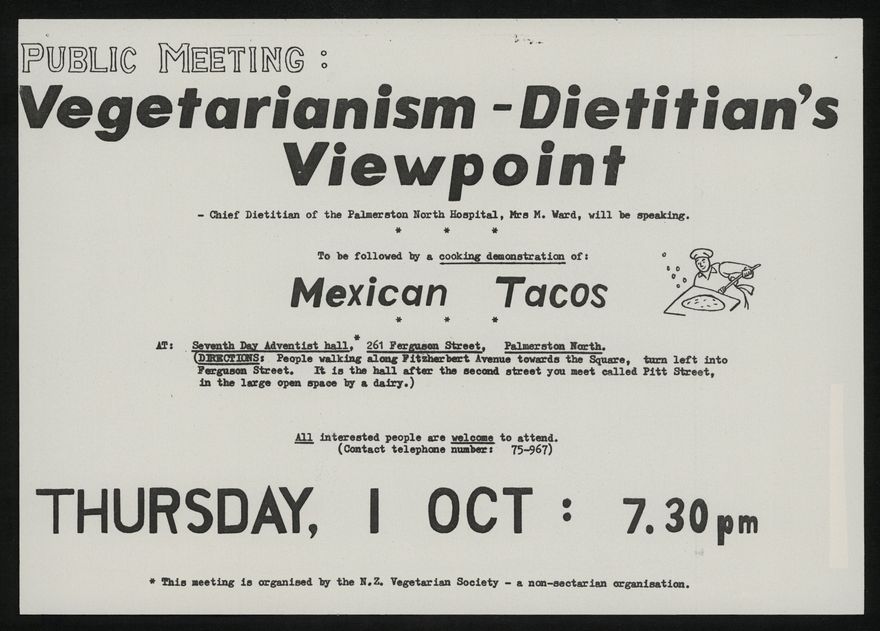 PUBLIC MEETING:
Vegetarianism - Dietitian's
Viewpoint
- Chief Dietitian of the Palmerston North Hospital, Mrs M. Ward, will be speaking.
* * *
To be followed by a cooking demonstration of:
Mexican Tacos
* * *
AT: Seventh Day Adventist hall,* 261 Ferguson Street, Palmerston North.
(DIRECTIONS: People walking along Fitzherbert Avenue towards the Square, turn left into
Ferguson Street. It is the hall after the second street you meet called Pitt Street,
in the large open space by a dairy.)
All interested people are welcome to attend.
(Contact telephone number: 75-967)
THURSDAY, 1 OCT: 7.30 pm
* This meeting is organised by the N.Z. Vegetarian Society - a non-sectarian organisation.